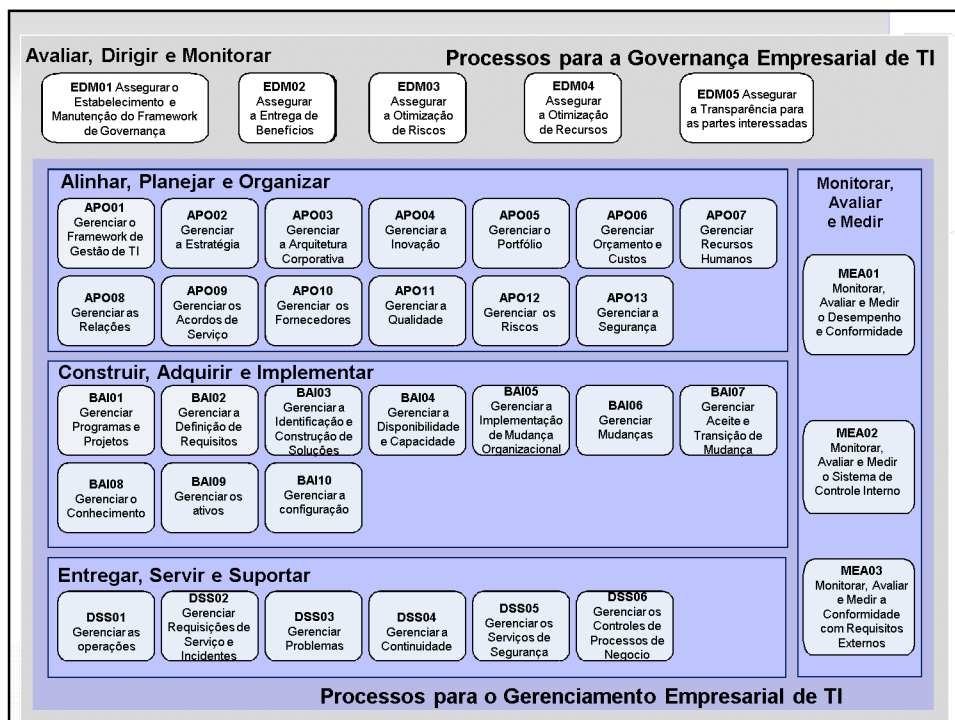 Avaliar, Dirigir e Monitorar
Processos para a Governança Empresarial de TI
EDM01 Assegurar o
Estabelecimento e
Manutenção do Framework
de Governança
EDM02
Assegurar
a Entrega de
Benefícios
EDM03
Assegurar
a Otimização
de Riscos
EDM04
Assegurar
a Otimização
de Recursos
EDM05 Assegurar
a Transparência para
as partes interessadas
Alinhar, Planejar e Organizar
APO01
Gerenciar o
Framework de
Gestão de TI
APO02
Gerenciar
a Estratégia
APO03
Gerenciar
a Arquitetura
Corporativa
APO04
Gerenciar a
Inovação
APO05
Gerenciar o
Portfólio
APO06
Gerenciar
Orçamento e
Custos
APO07
Gerenciar
Recursos
Humanos
APO08
Gerenciar as
Relações
APO09
Gerenciar os
Acordos de
Serviço
APO10
Gerenciar os
Fornecedores
APO11
Gerenciar a
Qualidade
APO12
Gerenciar os
Riscos
APO13
Gerenciar a
Segurança
Construir, Adquirir e Implementar
BAI01
Gerenciar
Programas e
Projetos
BAI02
Gerenciar a
Definição de
Requisitos
BAI03
Gerenciar a
Identificação e
Construção de
Soluções
BAI04
Gerenciar a
Disponibilidade
e Capacidade
BAI05
Gerenciar a
Implementação
de Mudança
Organizacional
BAI06
Gerenciar
Mudanças
BAI07
Gerenciar
Aceite e
Transição de
Mudança
BAI08
Gerenciar o
Conhecimento
BAI09
Gerenciar os
ativos
BAI10
Gerenciar a
configuração
Entregar, Servir e Suportar
DSS01
Gerenciar as
operações
DSS02
Gerenciar
Requisições de
Serviço e
Incidentes
DSS03
Gerenciar
Problemas
DSS04
Gerenciar a
Continuidade
DSS05
Gerenciar os
Serviços de
Segurança
DSS06
Gerenciar os
Controles de
Processos de
Negocio
Monitorar,
Avaliar
e Medir
MEA01
Monitorar,
Avaliar e Medir
o Desempenho
e Conformidade
MEA02
Monitorar,
Avaliar e Medir
o Sistema de
Controle Interno
MEA03
Monitorar, Avaliar
e Medir a
Conformidade
com Requisitos
Externos
Processos para o Gerenciamento Empresarial de TI